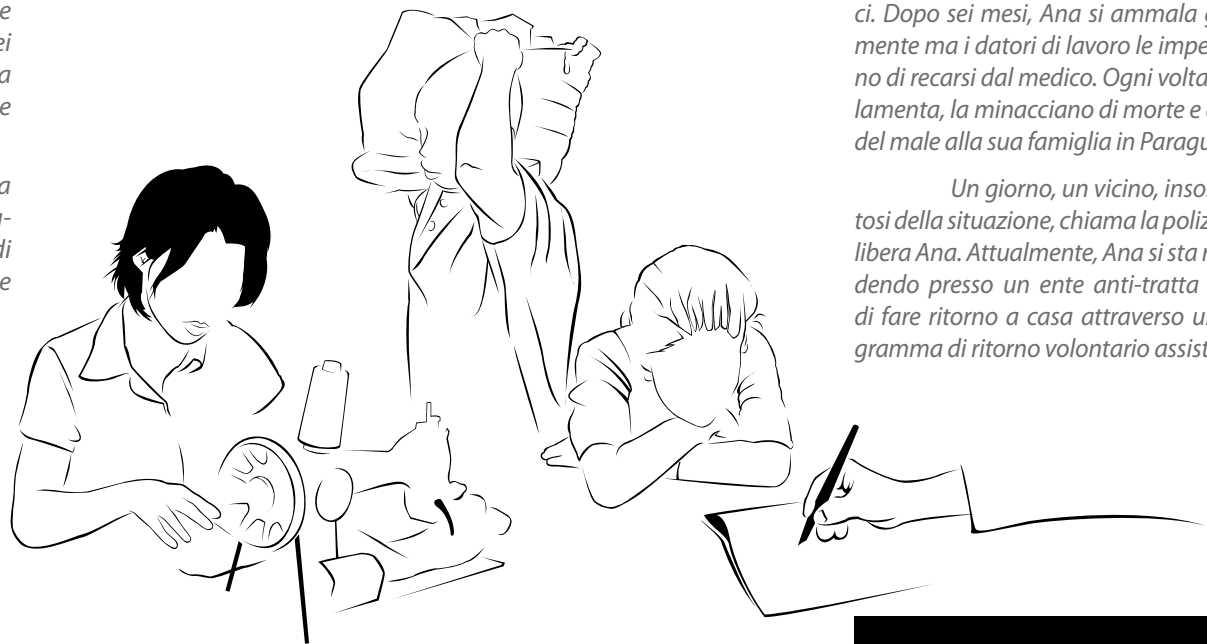 e
ei
a
e
a
di
e
ci. Dopo sei mesi, Ana si ammala
mente ma i datori di lavoro le impe
no di recarsi dal medico. Ogni volta
lamenta, la minacciano di morte e
del male alla sua famiglia in Paragu
Un giorno, un vicino, inso
tosi della situazione, chiama la poliz
libera Ana. Attualmente, Ana si sta
dendo presso un ente anti-tratta
di fare ritorno a casa attraverso
gramma di ritorno volontario assist